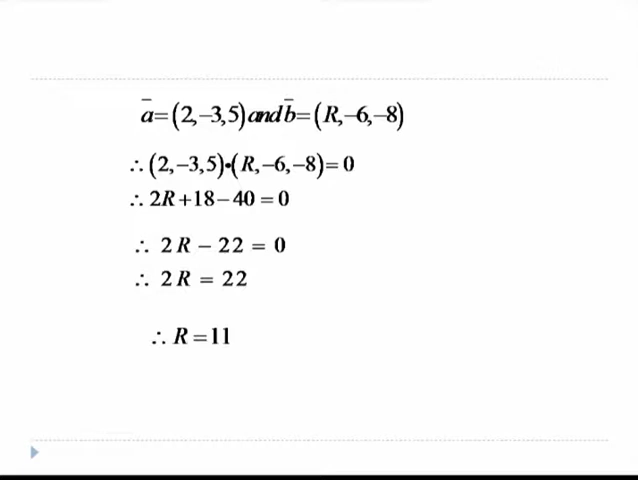 a̅=(2,–3,5)and b̅=(R,–6,–8)
∴(2,–3,5)•(R,–6,–8)=0
∴ 2R+18–40=0
∴ 2R – 22 = 0
∴ 2R = 22
∴ R=11